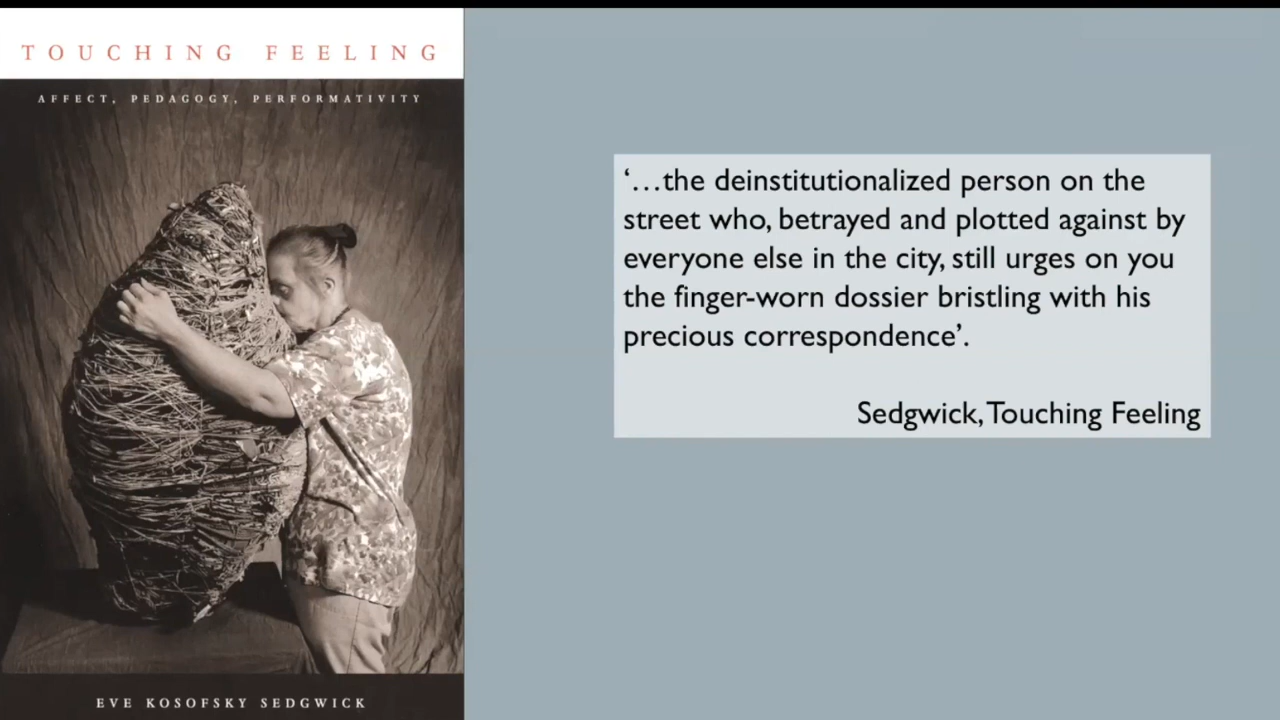 TOUCHING FEELING
AFFECT, PEDAGOGY, PERFORMATIVITY
EVE KOSOFSKY SEDGWICK
‘…the deinstitutionalized person on the
street who, betrayed and plotted against by
everyone else in the city, still urges on you
the finger-worn dossier bristling with his
precious correspondence’.
Sedgwick, Touching Feeling